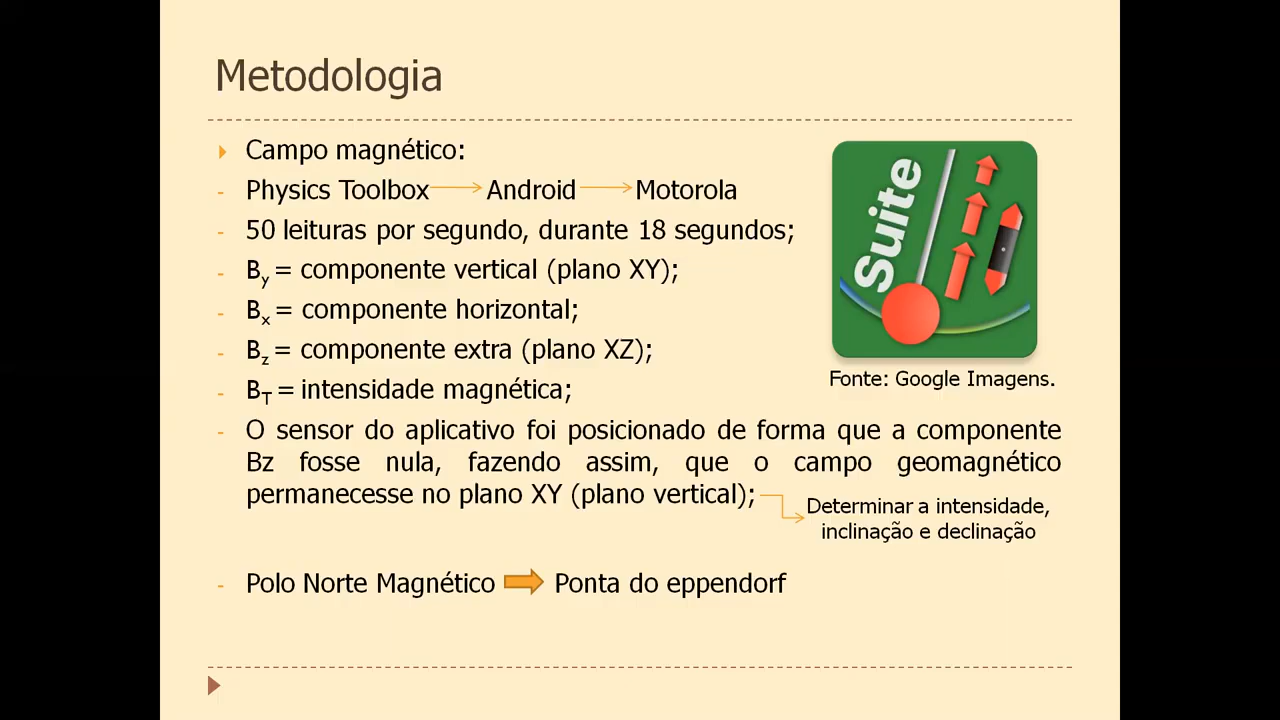 Metodologia
Campo magnético:
- Physics Toolbox Android Motorola
- 50 leituras por segundo, durante 18 segundos;
- By = componente vertical (plano XY);
- Bx = componente horizontal;
- Bz = componente extra (plano XZ);
- BT = intensidade magnética;
Suite
Fonte: Google Imagens.
- O sensor do aplicativo foi posicionado de forma que a componente
Bz fosse nula, fazendo assim, que o campo geomagnético
permanecesse no plano XY (plano vertical);
Determinar a intensidade,
inclinação e declinação
- Polo Norte Magnético Ponta do eppendorf